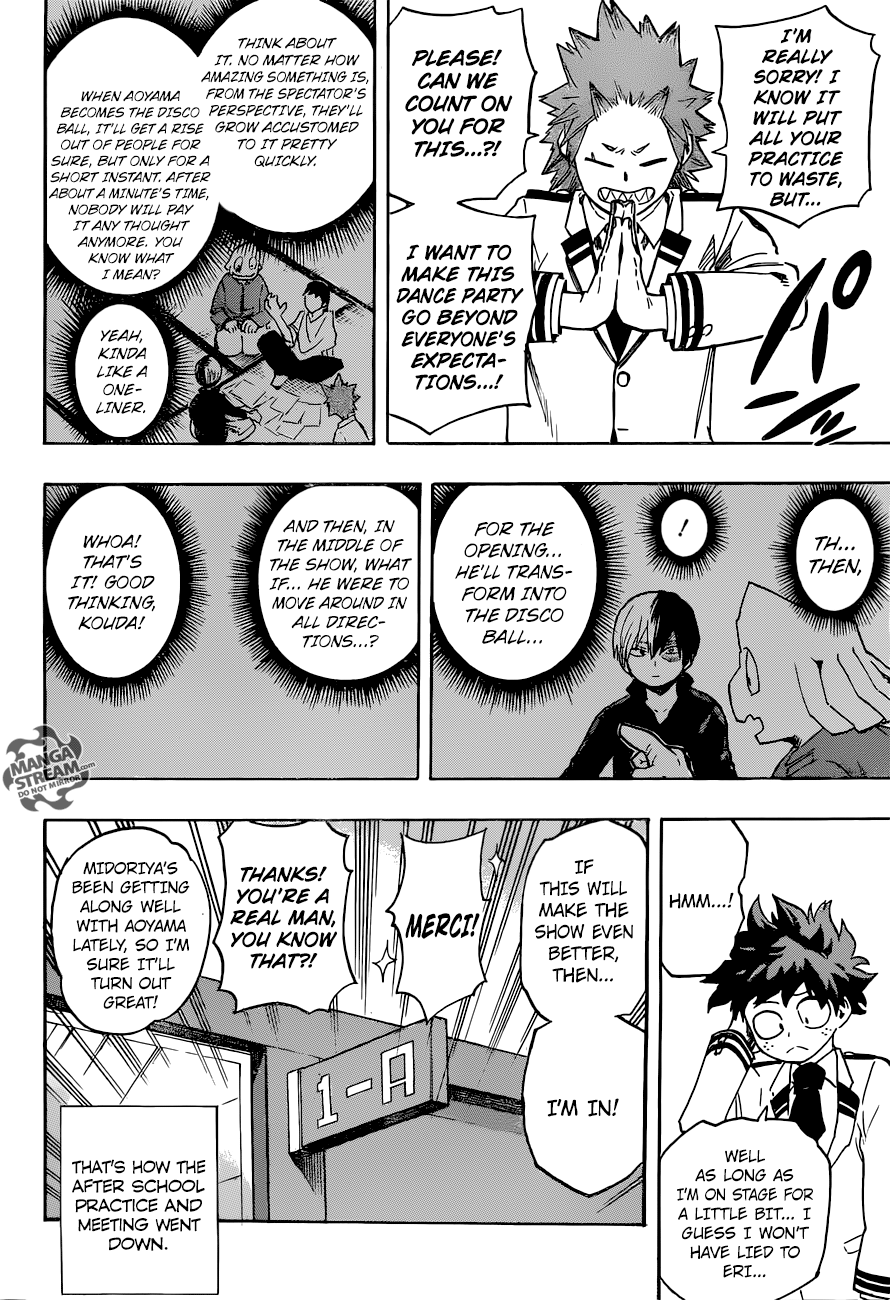 I'M
REALLY
SORRY! I
KNOW IT
WILL PUT
ALL YOUR
PRACTICE
TO WASTE,
BUT...
PLEASE!
CAN WE
COUNT ON
YOU FOR
THIS...?!
I WANT TO
MAKE THIS
DANCE PARTY
GO BEYOND
EVERYONE'S
EXPECTA-
TIONS...!
パン
THINK ABOUT
IT. NO MATTER HOW
AMAZING SOMETHING IS,
FROM THE SPECTATOR'S
PERSPECTIVE, THEY'LL
GROW ACCUSTOMED
TO IT PRETTY
QUICKLY.
WHEN AOYAMA
BECOMES THE DISCO
BALL, IT'LL GET A RISE
OUT OF PEOPLE FOR
SURE, BUT ONLY FOR A
SHORT INSTANT. AFTER
ABOUT A MINUTE'S TIME,
NOBODY WILL PAY
IT ANY THOUGHT
ANYMORE. YOU
KNOW WHAT
I MEAN?
YEAH,
KINDA
LIKE A
ONE-
LINER.
TH...
THEN,
!
FOR THE
OPENING...
HE'LL TRANS-
FORM INTO
THE DISCO
BALL...
AND THEN, IN
THE MIDDLE OF
THE SHOW, WHAT
IF... HE WERE TO
MOVE AROUND IN
ALL DIREC-
TIONS...?
WHOA!
THAT'S
IT! GOOD
THINKING,
KOUDA!
MANGA
STREAM.com
DO NOT MIRROR
HMM...!
WELL
AS LONG AS
I'M ON STAGE FOR
A LITTLE BIT... I
GUESS I WON'T
HAVE LIED TO
ERI...
IF
THIS WILL
MAKE THE
SHOW EVEN
BETTER,
THEN...
I'M IN!
MERCI!
THANKS!
YOU'RE A
REAL MAN,
YOU KNOW
THAT?!
MIDORIYA'S
BEEN GETTING
ALONG WELL
WITH AOYAMA
LATELY, SO I'M
SURE IT'LL
TURN OUT
GREAT!
1-A
THAT'S HOW THE
AFTER SCHOOL
PRACTICE AND
MEETING WENT
DOWN.